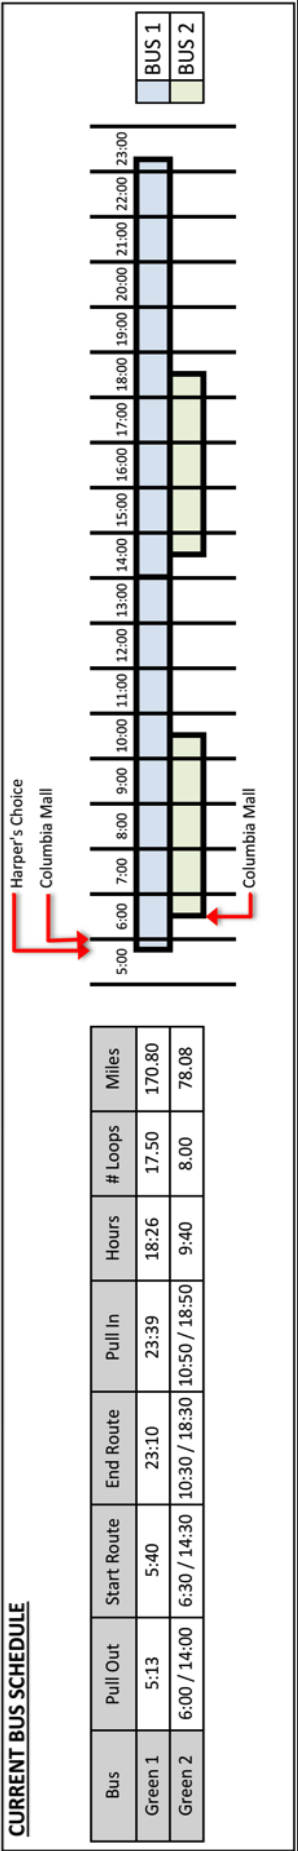 CURRENT BUS SCHEDULE
Bus Pull Out Start Route End Route Pull In Hours # Loops Miles
Green 1 5:13 5:40 23:10 23:39 18:26 17.50 170.80
Green 2 6:00 / 14:00 6:30 / 14:30 10:30 / 18:30 10:50 / 18:50 9:40 8.00 78.08
Harper's Choice
Columbia Mall
5:00 6:00 7:00 8:00 9:00 10:00 11:00 12:00 13:00 14:00 15:00 16:00 17:00 18:00 19:00 20:00 21:00 22:00 23:00
Columbia Mall
BUS 1
BUS 2